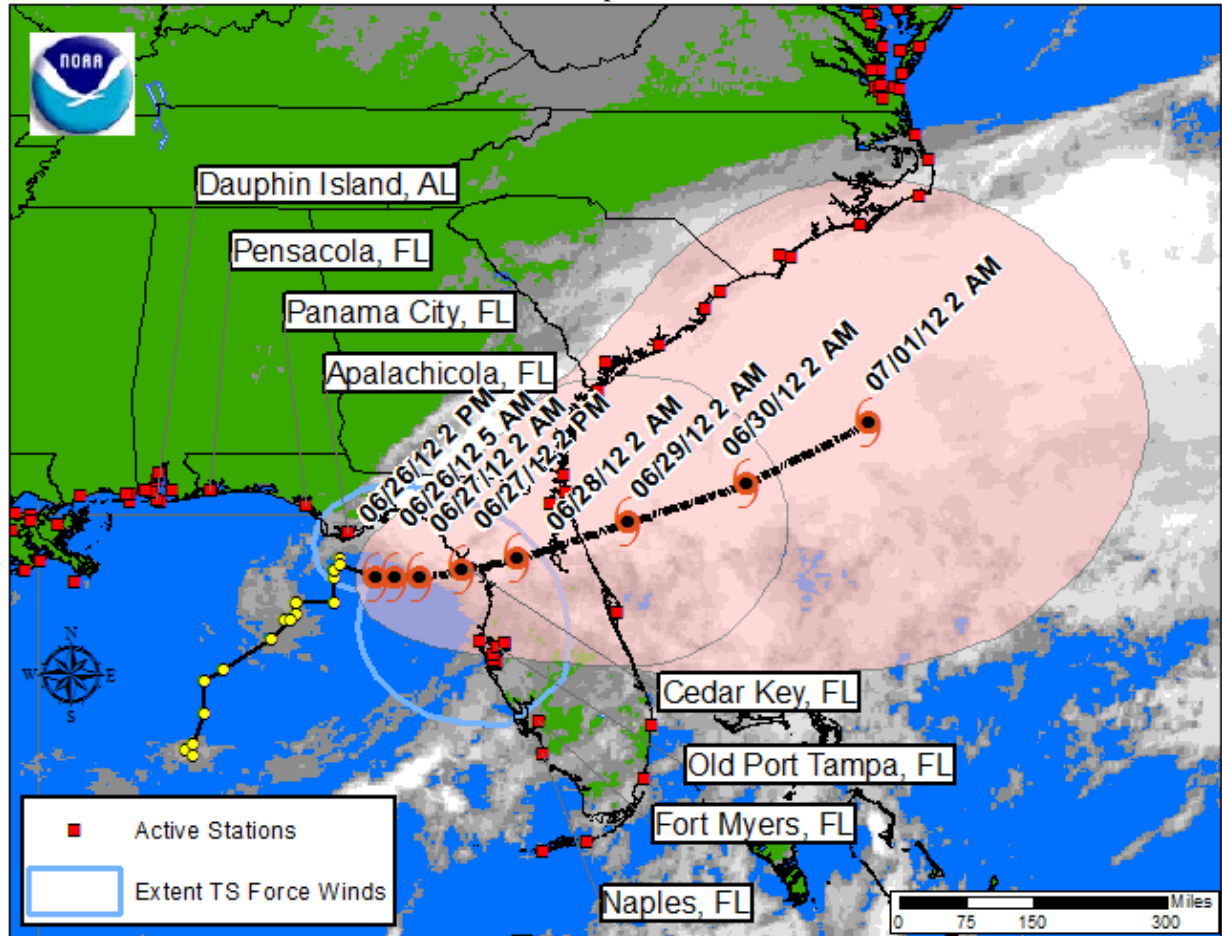 NOAA
Dauphin Island, AL
Pensacola, FL
Panama City, FL
Apalachicola, FL
06/26/12 2 PM
06/26/12 5 AM
06/27/12 2 AM
06/27/12 2 PM
06/28/12 2 AM
06/29/12 2 AM
06/30/12 2 AM
07/01/12 2 AM
N
W
E
S
Cedar Key, FL
Old Port Tampa, FL
Fort Myers, FL
Naples, FL
Active Stations
Extent TS Force Winds
Miles
0 75 150 300